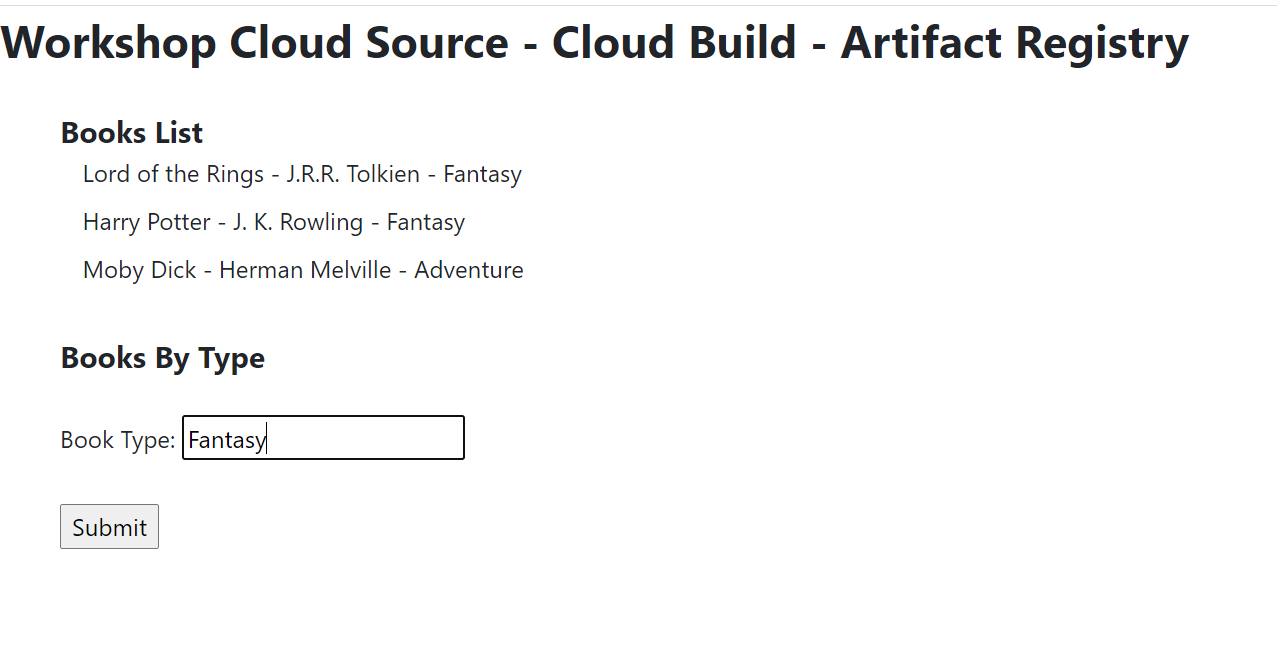 Workshop Cloud Source - Cloud Build - Artifact Registry
Books List
Lord of the Rings - J.R.R. Tolkien - Fantasy
Harry Potter - J. K. Rowling - Fantasy
Moby Dick - Herman Melville - Adventure
Books By Type
Book Type: Fantasy
Submit